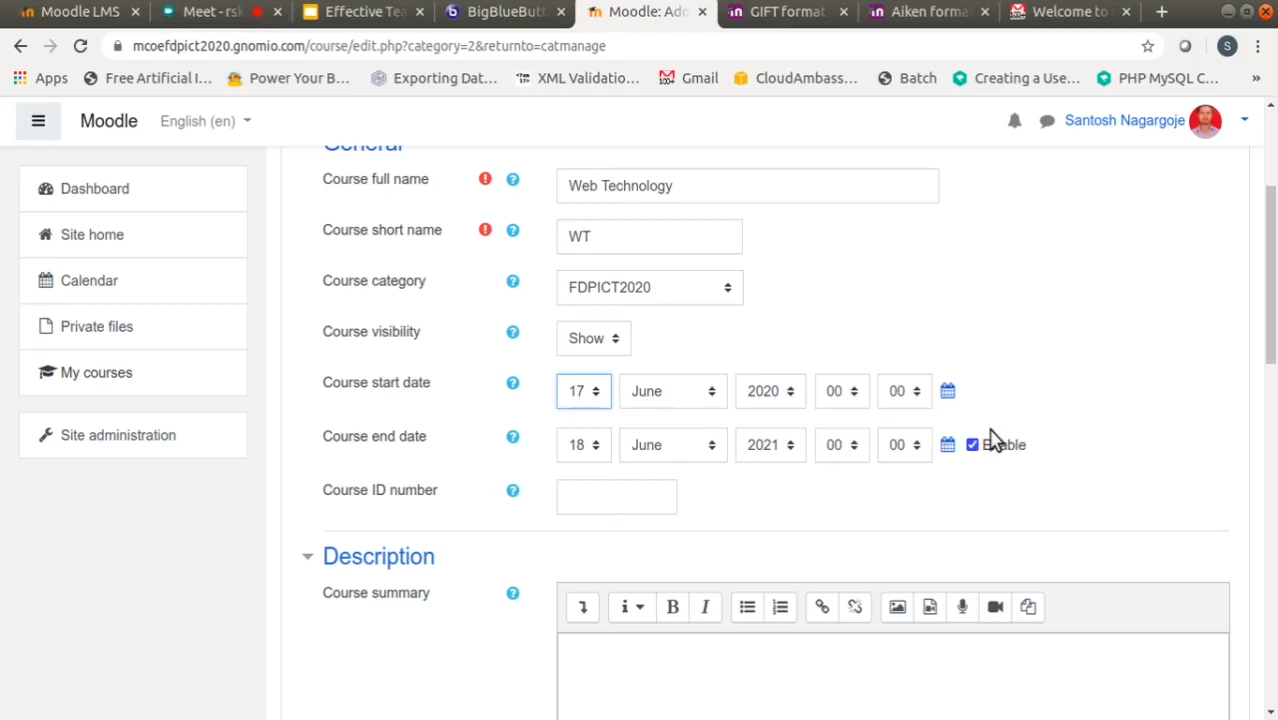 Moodle LMS Meet - rsk Effective Tea BigBlueButt Moodle: Add GIFT format Aiken forma Welcome to
mcoefdpict2020.gnomio.com/course/edit.php?category=2&returnto=catmanage S
Apps Free Artificial I... Power Your B... Exporting Dat... XML Validatio... Gmail CloudAmbass... Batch Creating a Use... PHP MySQL C... »
Moodle English (en) Santosh Nagargoje
General
Dashboard
Site home
Calendar
Private files
My courses
Site administration
Course full name Web Technology
Course short name WT
Course category FDPICT2020
Course visibility Show
Course start date 17 June 2020 00 00
Course end date 18 June 2021 00 00 Enable
Course ID number
Description
Course summary
i B I